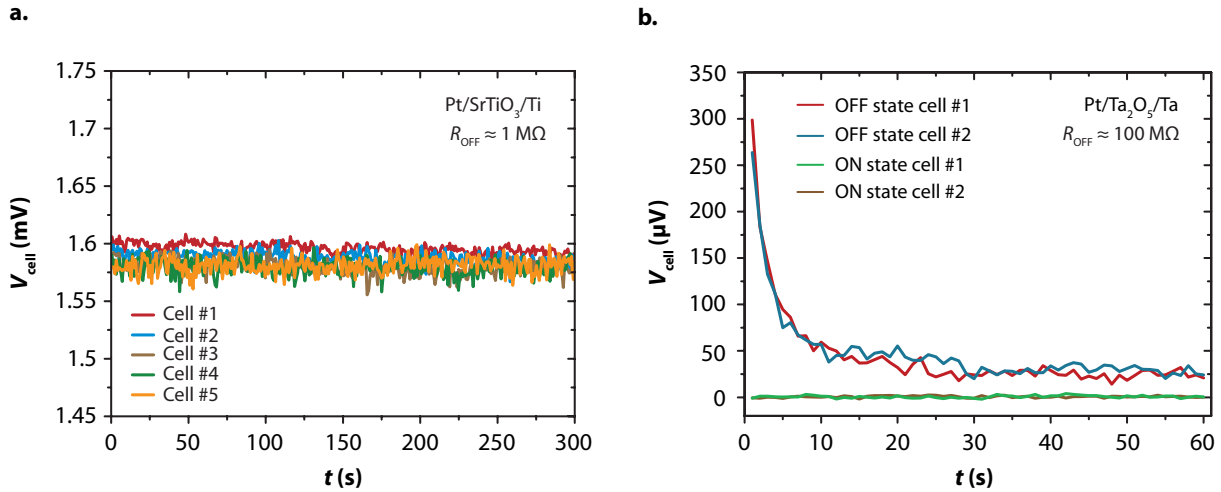 a.
1.75
1.7
1.65
1.6
1.55
1.5
1.45
V_cell (mV)
Pt/SrTiO₃/Ti
R_OFF ≈ 1 MΩ
Cell #1
Cell #2
Cell #3
Cell #4
Cell #5
0 50 100 150 200 250 300
t (s)
b.
350
300
250
200
150
100
50
0
V_cell (µV)
OFF state cell #1
OFF state cell #2
ON state cell #1
ON state cell #2
Pt/Ta₂O₅/Ta
R_OFF ≈ 100 MΩ
0 10 20 30 40 50 60
t (s)